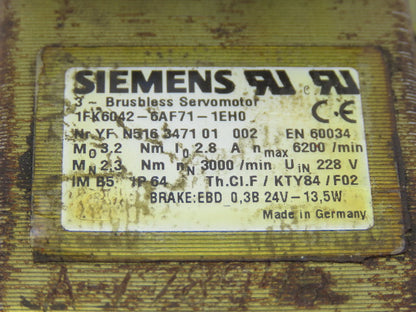 SIEMENS
3 ~ Brushless Servomotor
1FK6042-6AF71-1EH0
Nr.YF N516 3471 01 002 EN 60034
M0 3,2 Nm I0 2.8 A nmax 6200 /min
MN 2,3 Nm nN 3000 /min UiN 228 V
IM B5 IP 64 Th.Cl.F / KTY84 / F02
BRAKE:EBD 0,3B 24V-13,5W
Made in Germany